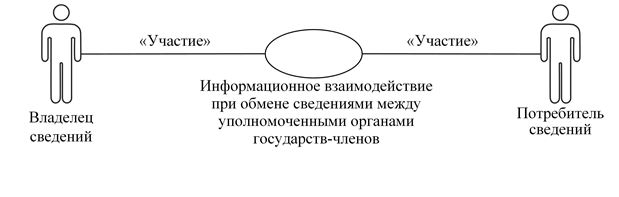 «Участие»
«Участие»
Информационное взаимодействие
при обмене сведениями между
уполномоченными органами
государств-членов
Владелец
сведений
Потребитель
сведений